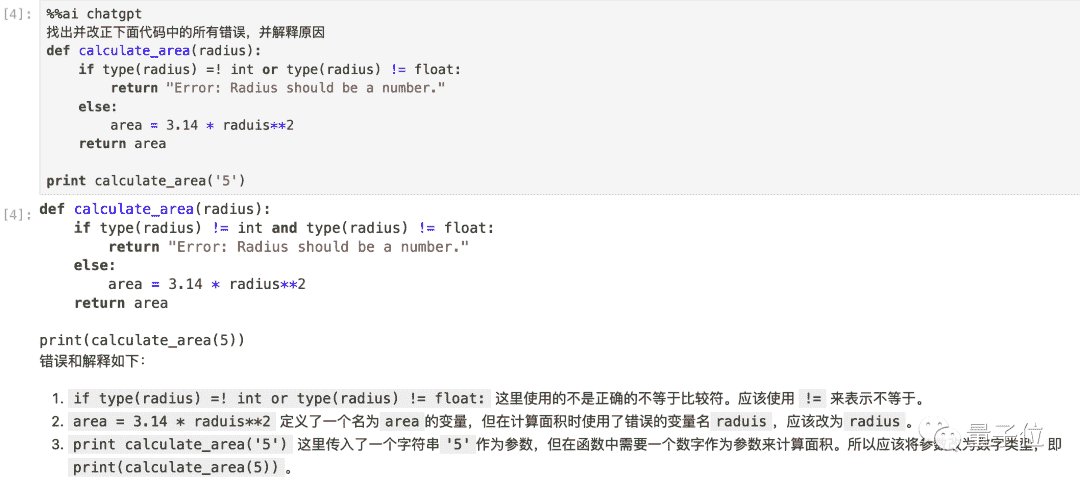 [4]: %%ai chatgpt
找出并改正下面代码中的所有错误，并解释原因
def calculate_area(radius):
    if type(radius) =! int or type(radius) != float:
        return "Error: Radius should be a number."
    else:
        area = 3.14 * raduis**2
    return area

print calculate_area('5')
[4]: def calculate_area(radius):
    if type(radius) != int and type(radius) != float:
        return "Error: Radius should be a number."
    else:
        area = 3.14 * radius**2
    return area

print(calculate_area(5))
错误和解释如下：
1. if type(radius) =! int or type(radius) != float: 这里使用的不是正确的不等于比较符。应该使用 != 来表示不等于。
2. area = 3.14 * raduis**2 定义了一个名为 area 的变量，但在计算面积时使用了错误的变量名 raduis ，应该改为 radius 。
3. print calculate_area('5') 这里传入了一个字符串 '5' 作为参数，但在函数中需要一个数字作为参数来计算面积。所以应该将参数为数字类型，即
print(calculate_area(5)) 。
量子位